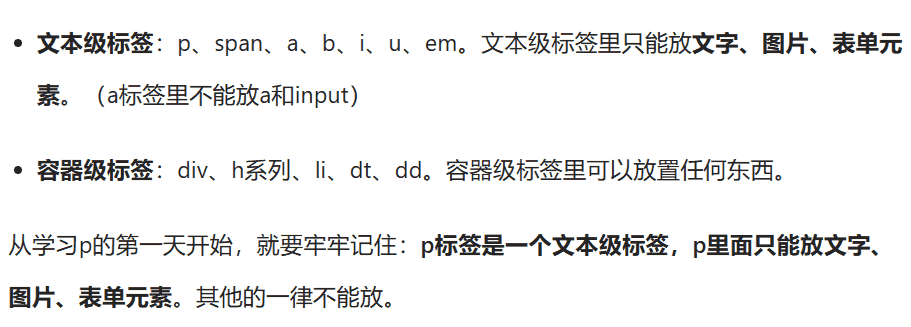 • 文本级标签：p、span、a、b、i、u、em。文本级标签里只能放文字、图片、表单元
素。（a标签里不能放a和input）
• 容器级标签：div、h系列、li、dt、dd。容器级标签里可以放置任何东西。
从学习p的第一天开始，就要牢牢记住：p标签是一个文本级标签，p里面只能放文字、
图片、表单元素。其他的一律不能放。